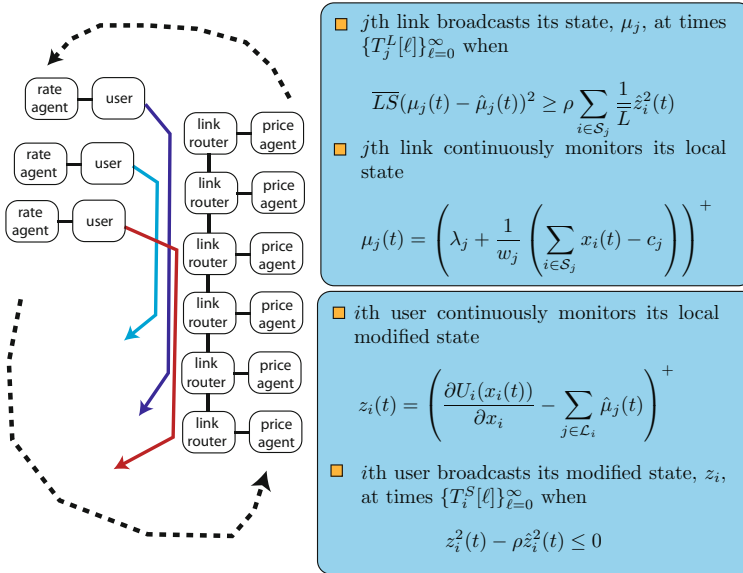 rate
agent
user
rate
agent
user
rate
agent
user
link
router
price
agent
link
router
price
agent
link
router
price
agent
link
router
price
agent
link
router
price
agent
link
router
price
agent
jth link broadcasts its state, μ_j, at times
{T_j^L[ℓ]}_{ℓ=0}^∞ when
\overline{LS}(μ_j(t) − \hat{μ}_j(t))^2 ≥ ρ ∑_{i∈S_j} \frac{1}{\overline{L}} \hat{z}_i^2(t)
jth link continuously monitors its local
state
μ_j(t) = ( λ_j + \frac{1}{w_j} ( ∑_{i∈S_j} x_i(t) − c_j ) )^+
ith user continuously monitors its local
modified state
z_i(t) = ( \frac{∂U_i(x_i(t))}{∂x_i} − ∑_{j∈L_i} \hat{μ}_j(t) )^+
ith user broadcasts its modified state, z_i,
at times {T_i^S[ℓ]}_{ℓ=0}^∞ when
z_i^2(t) − ρ\hat{z}_i^2(t) ≤ 0